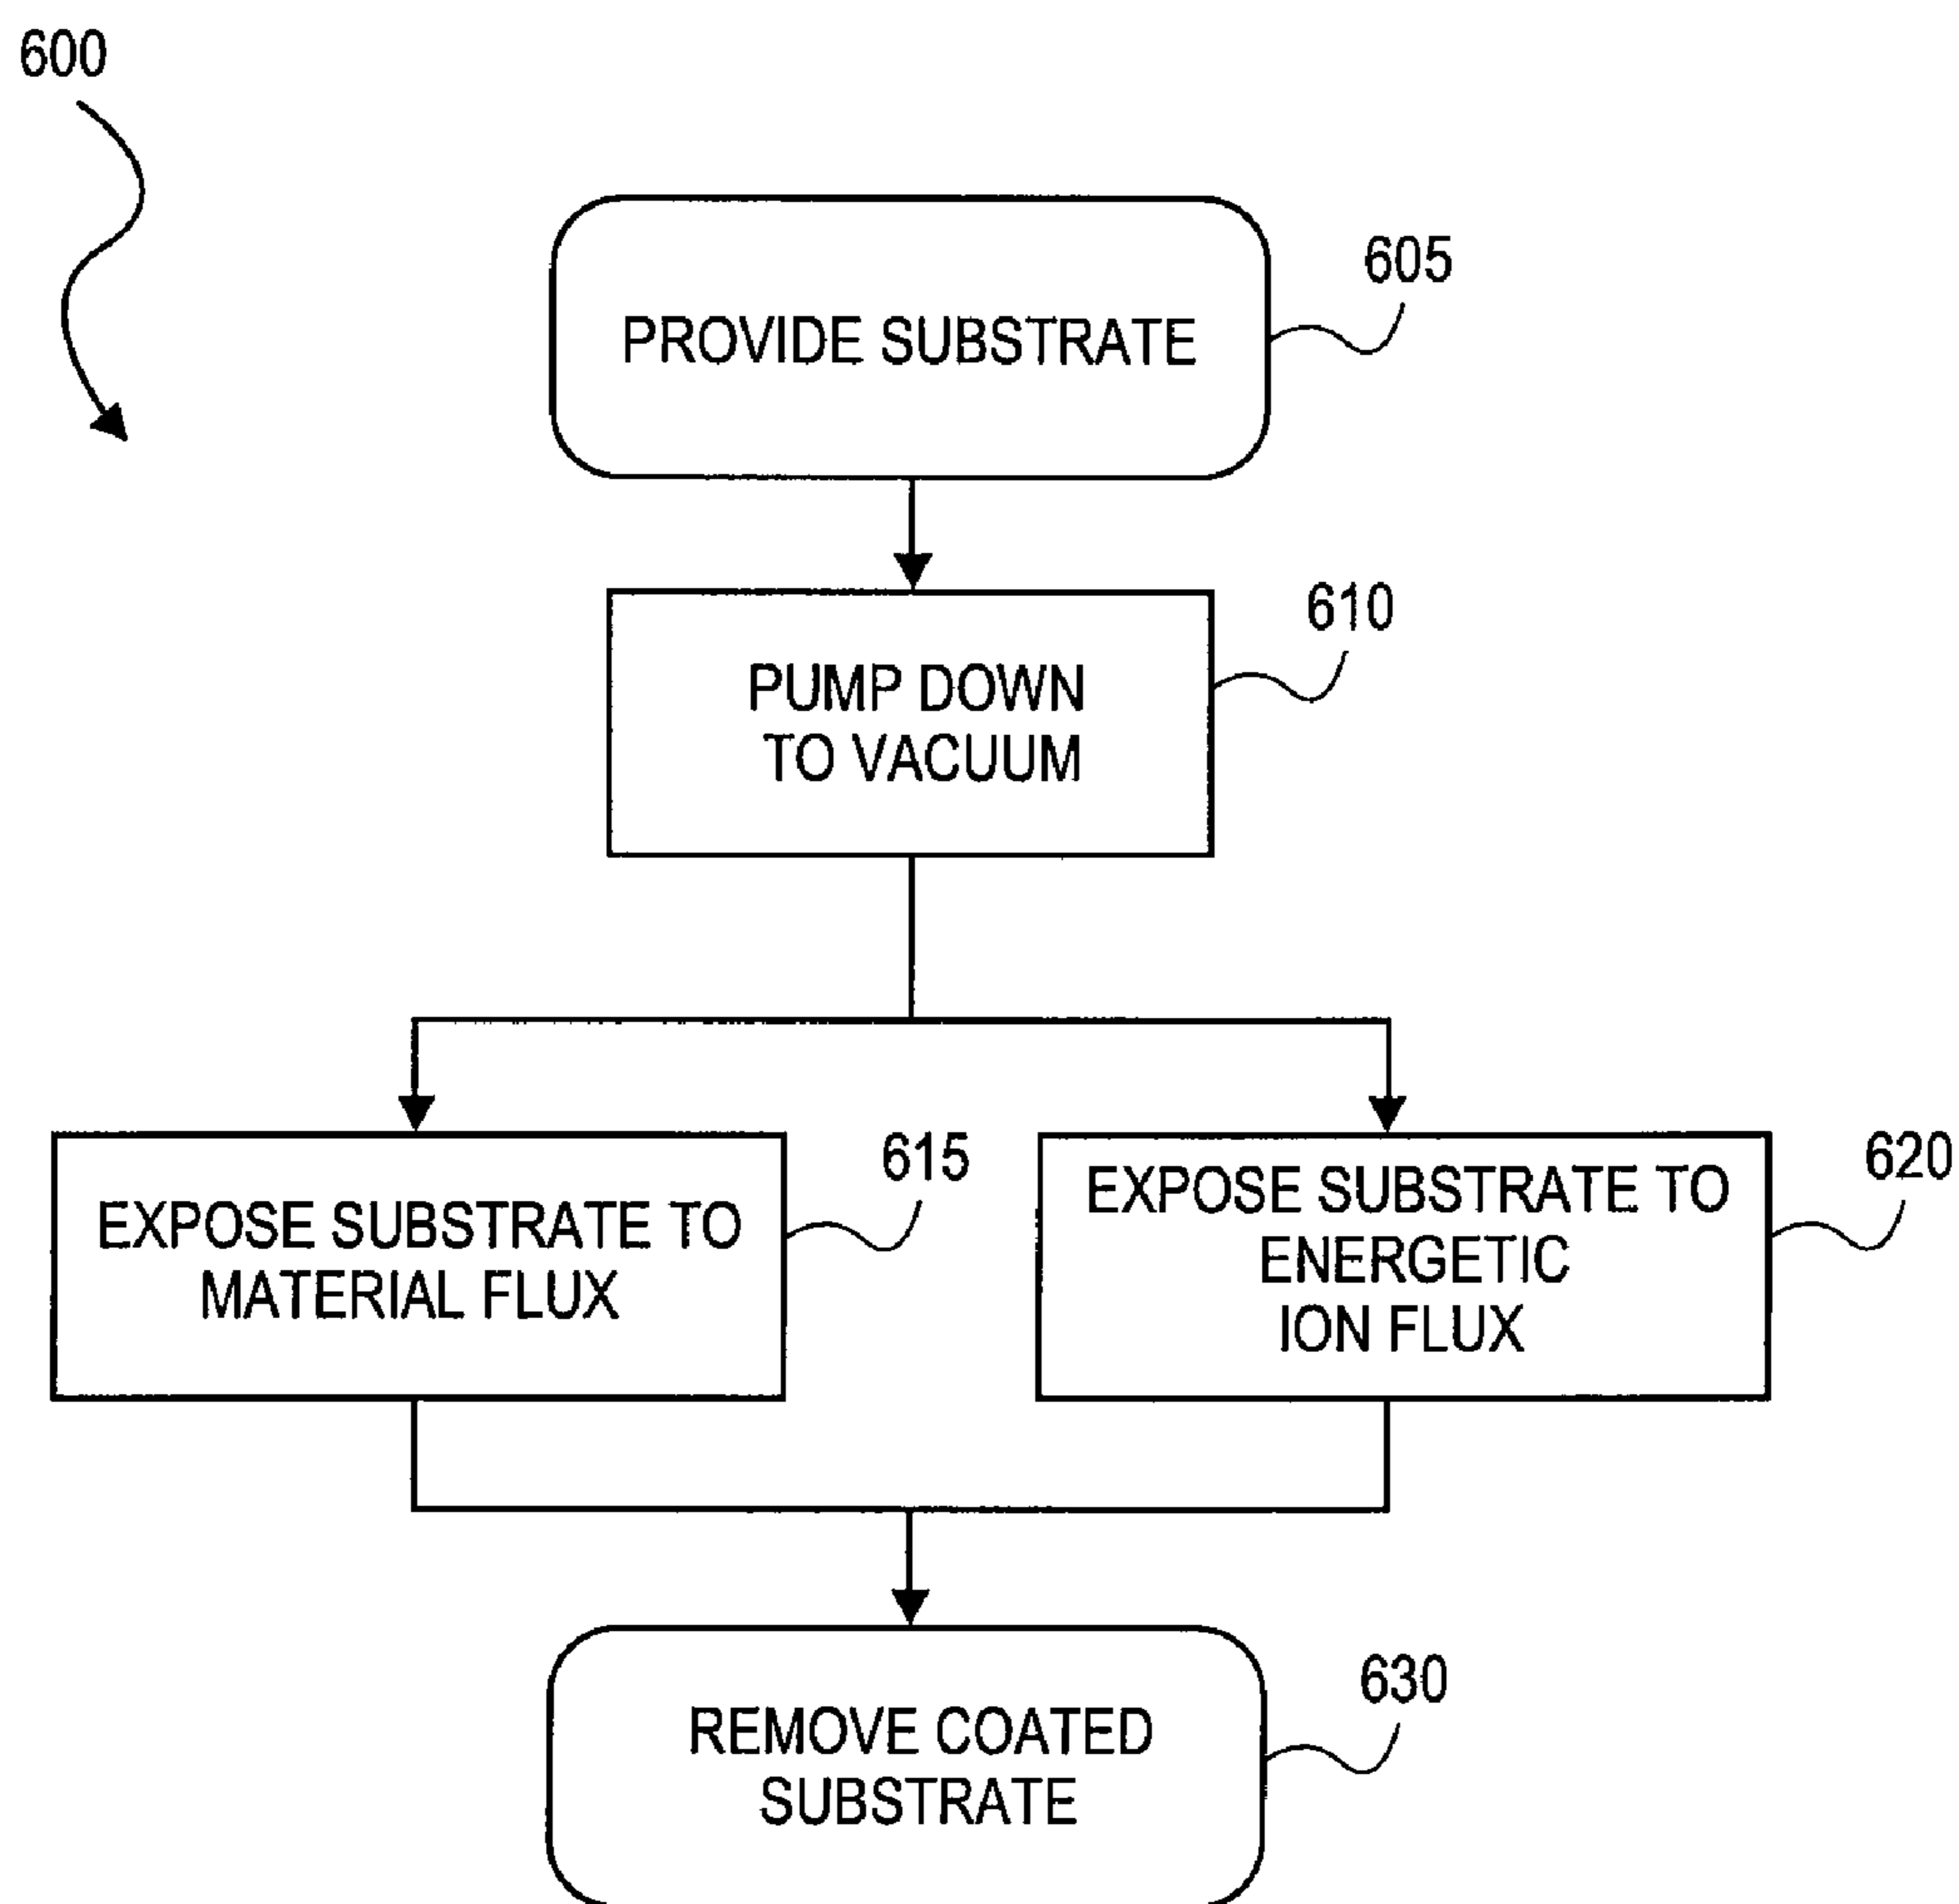 600
605
PROVIDE SUBSTRATE
610
PUMP DOWN
TO VACUUM
615
EXPOSE SUBSTRATE TO
MATERIAL FLUX
620
EXPOSE SUBSTRATE TO
ENERGETIC
ION FLUX
630
REMOVE COATED
SUBSTRATE